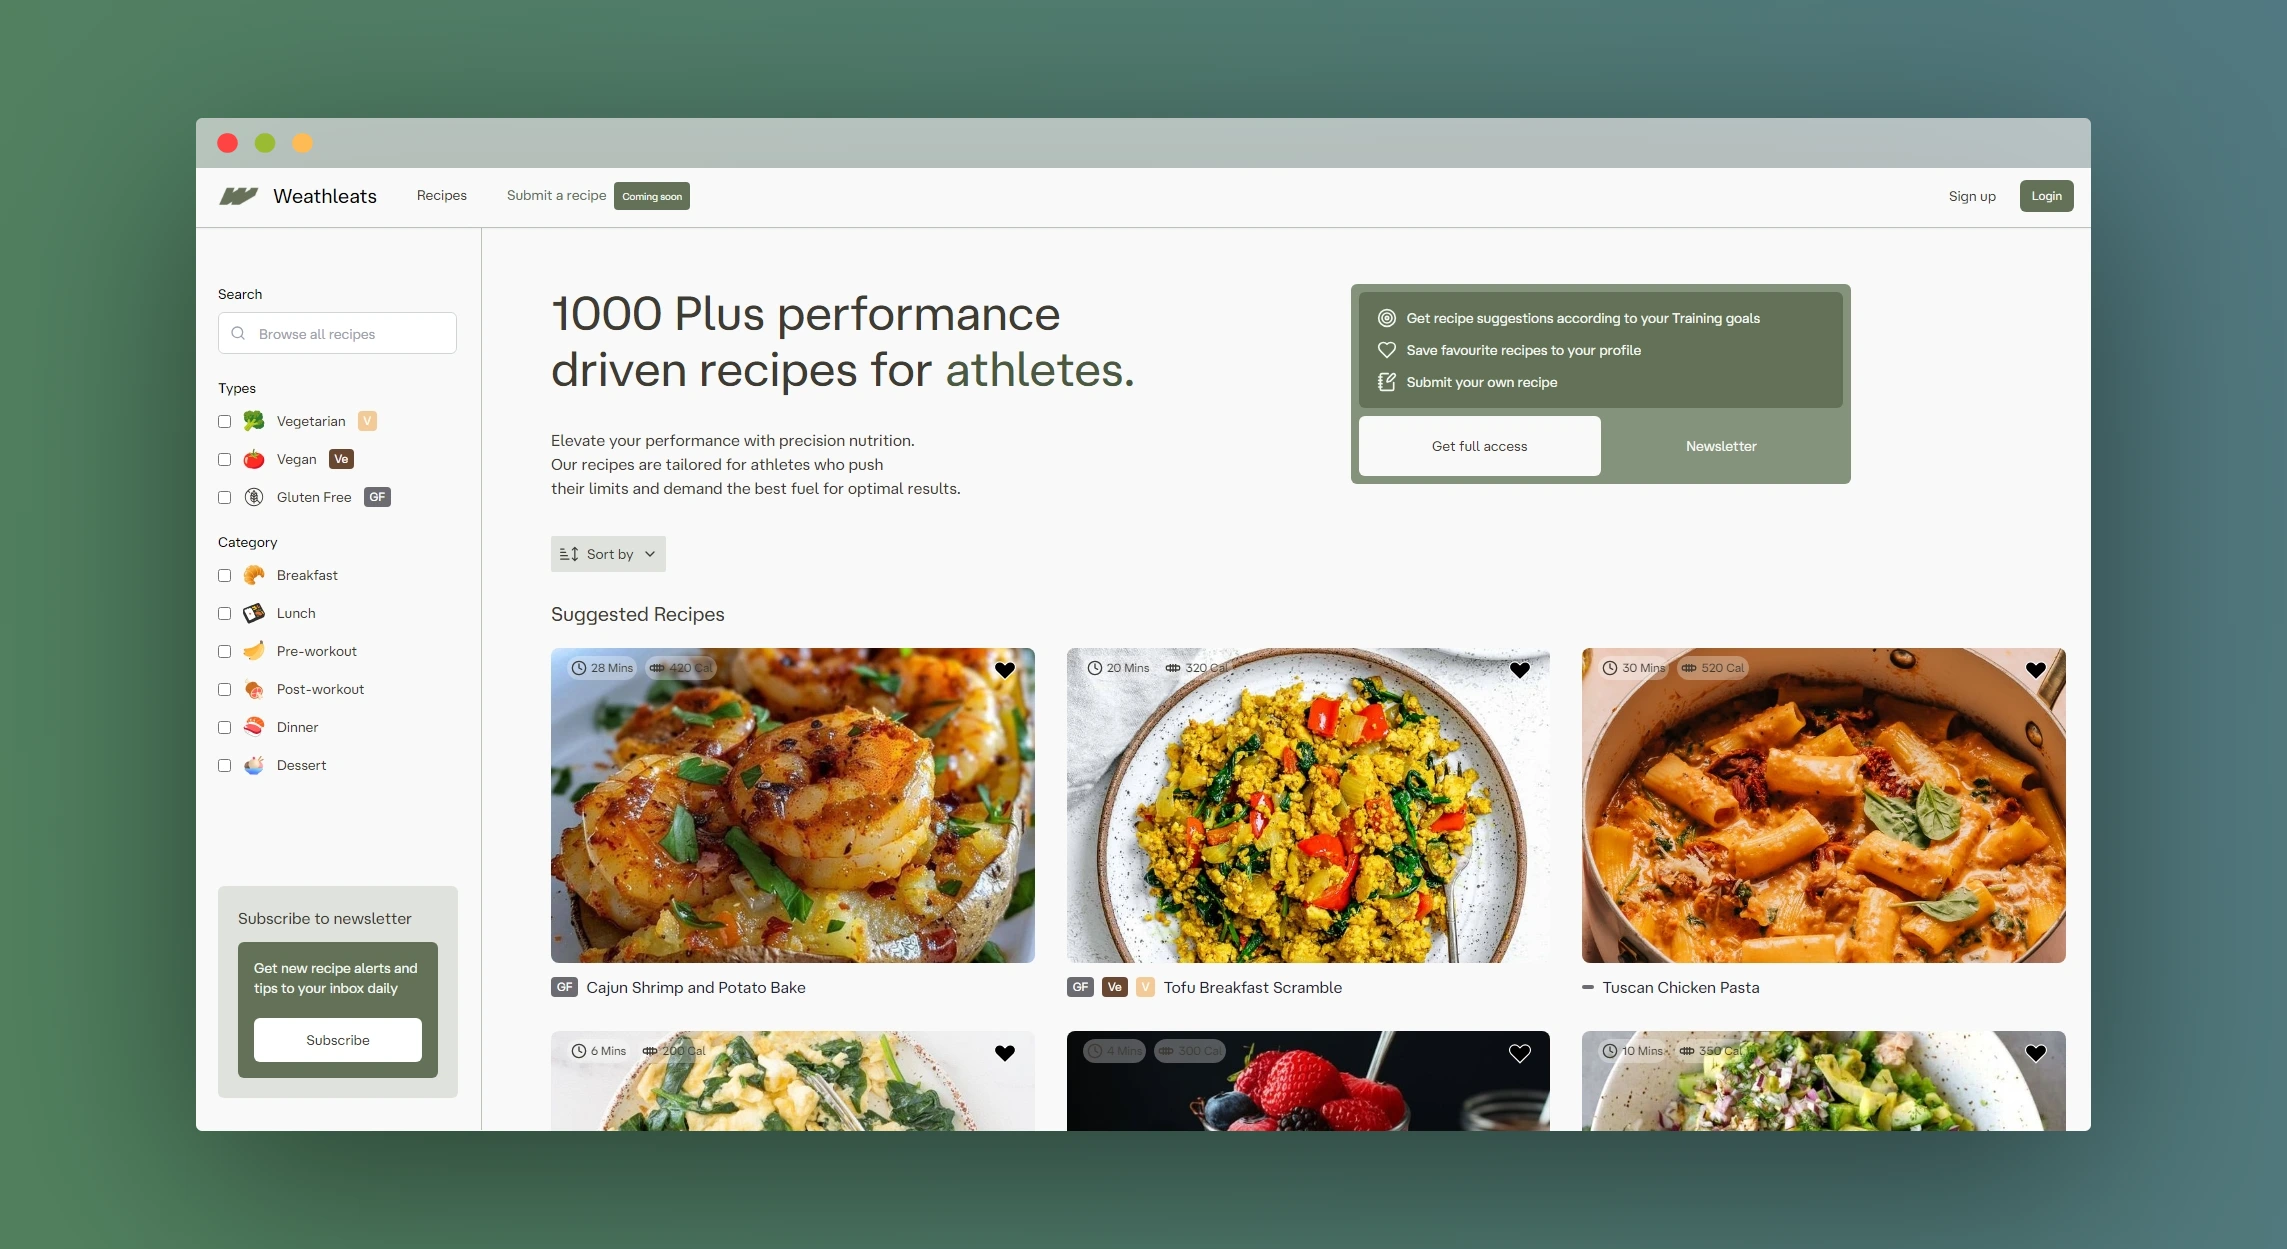 Weathleats
Recipes
Submit a recipe
Coming soon
Sign up
Login
Search
Browse all recipes
Types
Vegetarian V
Vegan Ve
Gluten Free GF
Category
Breakfast
Lunch
Pre-workout
Post-workout
Dinner
Dessert
Subscribe to newsletter
Get new recipe alerts and
tips to your inbox daily
Subscribe
1000 Plus performance
driven recipes for athletes.
Elevate your performance with precision nutrition.
Our recipes are tailored for athletes who push
their limits and demand the best fuel for optimal results.
Get recipe suggestions according to your Training goals
Save favourite recipes to your profile
Submit your own recipe
Get full access
Newsletter
Sort by
Suggested Recipes
28 Mins 420 Cal
GF Cajun Shrimp and Potato Bake
20 Mins 320 Cal
GF Ve V Tofu Breakfast Scramble
30 Mins 520 Cal
Tuscan Chicken Pasta
6 Mins 200 Cal
4 Mins 300 Cal
10 Mins 350 Cal